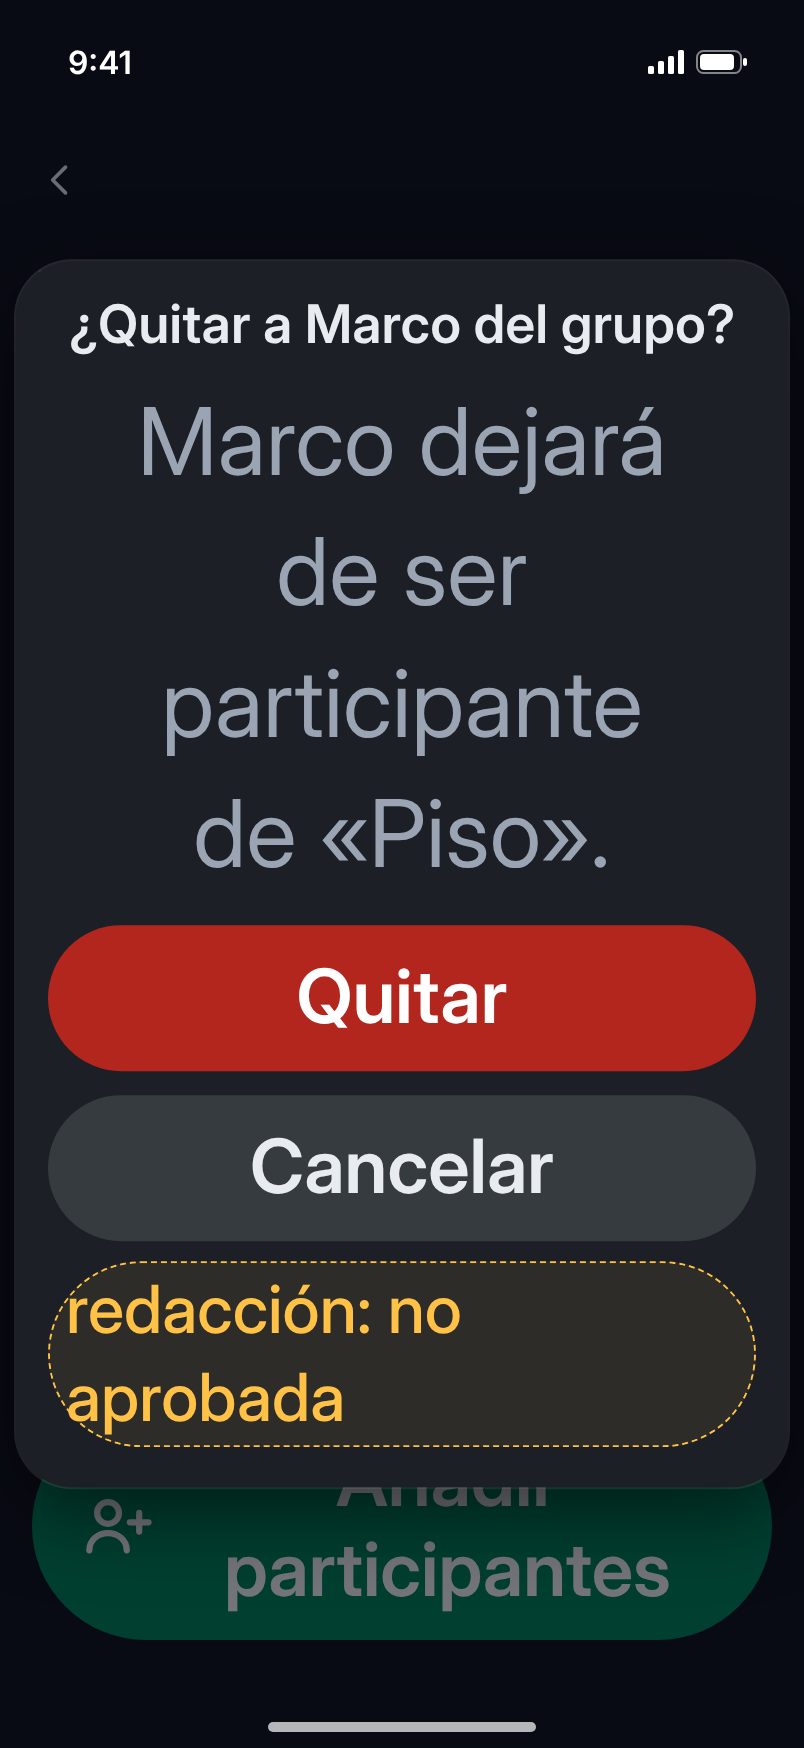 9:41
¿Quitar a Marco del grupo?
Marco dejará
de ser
participante
de «Piso».
Quitar
Cancelar
redacción: no
aprobada
Añadir
participantes